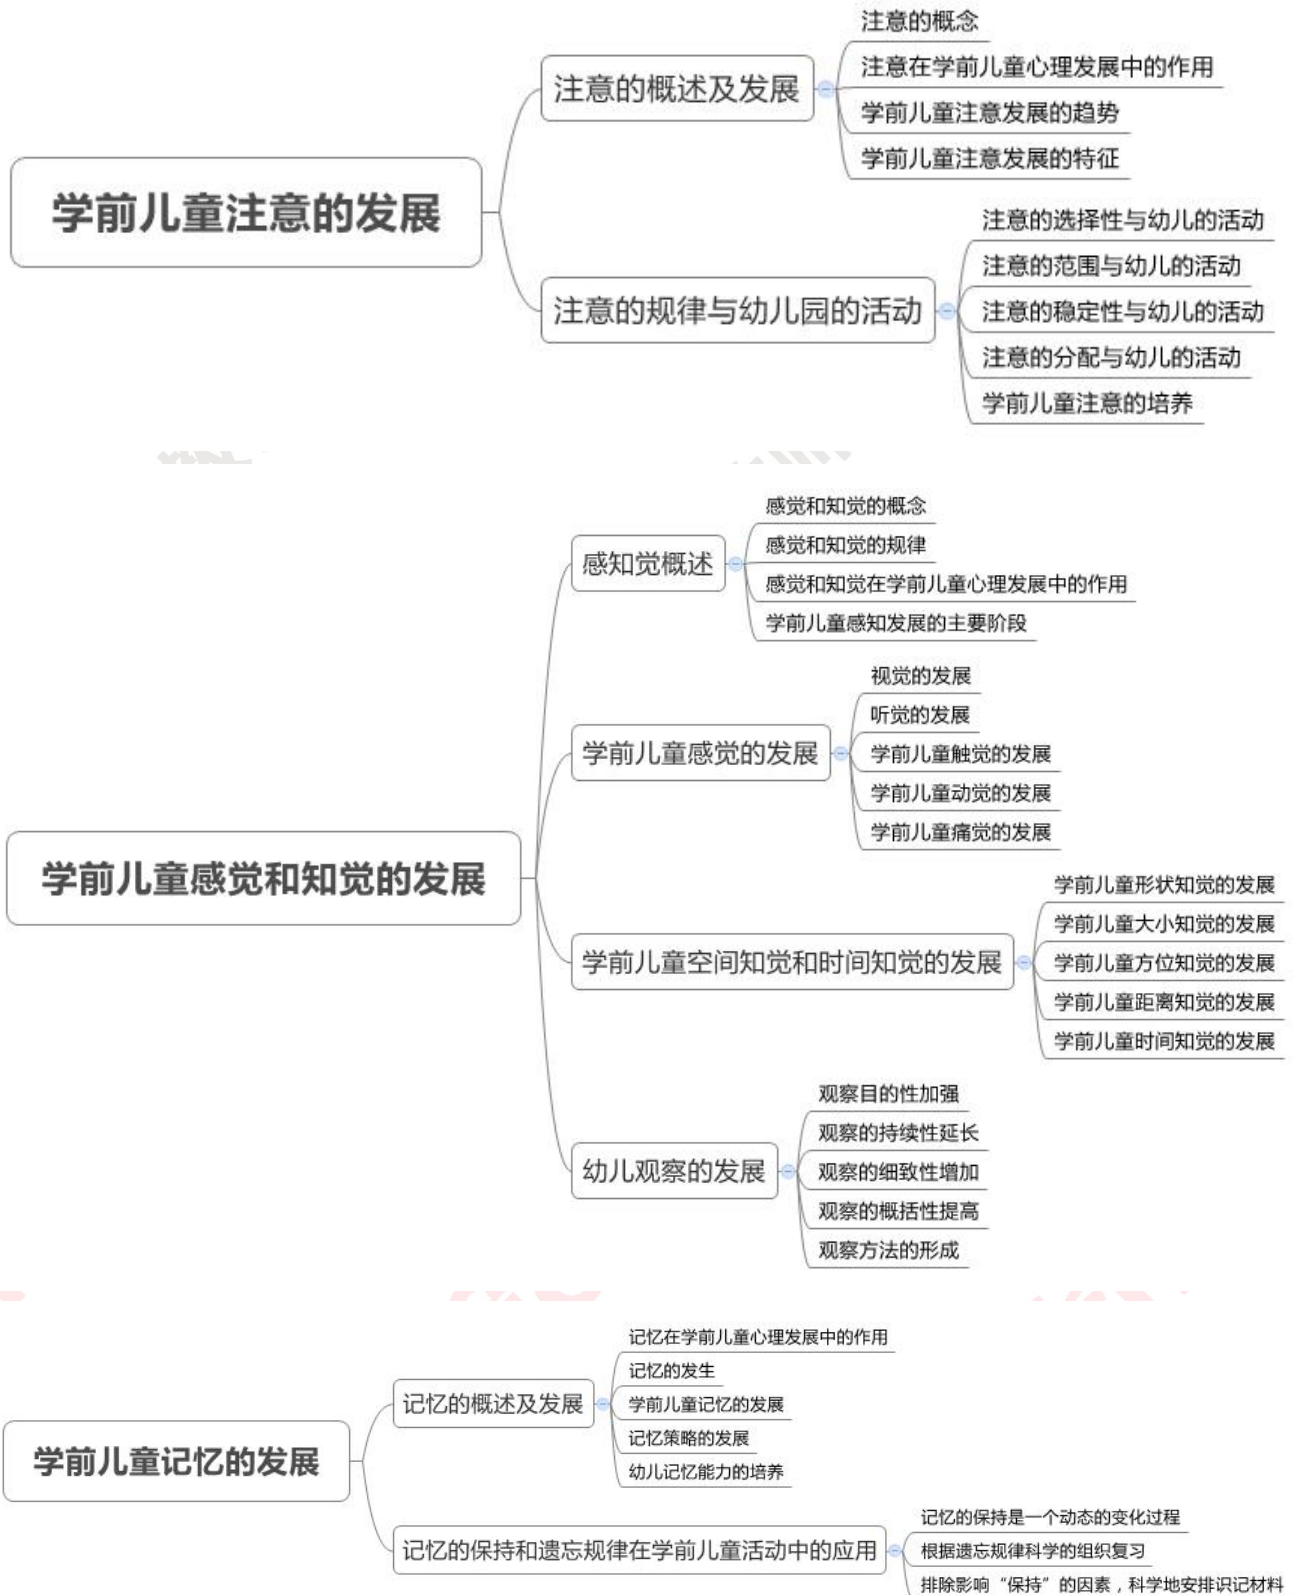 学前儿童注意的发展
注意的概述及发展
注意的概念
注意在学前儿童心理发展中的作用
学前儿童注意发展的趋势
学前儿童注意发展的特征
注意的规律与幼儿园的活动
注意的选择性与幼儿的活动
注意的范围与幼儿的活动
注意的稳定性与幼儿的活动
注意的分配与幼儿的活动
学前儿童注意的培养
学前儿童感觉和知觉的发展
感知觉概述
感觉和知觉的概念
感觉和知觉的规律
感觉和知觉在学前儿童心理发展中的作用
学前儿童感知发展的主要阶段
学前儿童感觉的发展
视觉的发展
听觉的发展
学前儿童触觉的发展
学前儿童动觉的发展
学前儿童痛觉的发展
学前儿童空间知觉和时间知觉的发展
学前儿童形状知觉的发展
学前儿童大小知觉的发展
学前儿童方位知觉的发展
学前儿童距离知觉的发展
学前儿童时间知觉的发展
幼儿观察的发展
观察目的性加强
观察的持续性延长
观察的细致性增加
观察的概括性提高
观察方法的形成
学前儿童记忆的发展
记忆的概述及发展
记忆在学前儿童心理发展中的作用
记忆的发生
学前儿童记忆的发展
记忆策略的发展
幼儿记忆能力的培养
记忆的保持和遗忘规律在学前儿童活动中的应用
记忆的保持是一个动态的变化过程
根据遗忘规律科学的组织复习
排除影响“保持”的因素，科学地安排识记材料